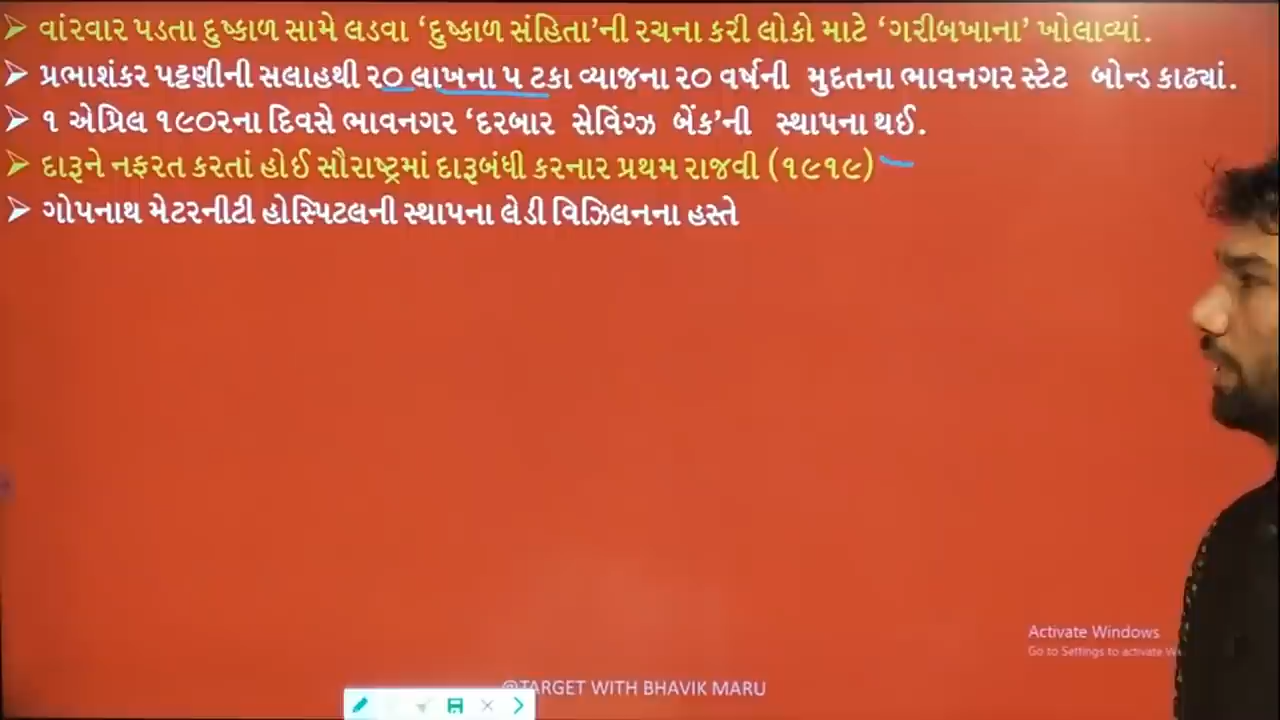 વાંરવાર પડતા દુષ્કાળ સામે લડવા ‘દુષ્કાળ સંહિતા’ની રચના કરી લોકો માટે ‘ગરીબખાના’ ખોલાવ્યાં.
પ્રભાશંકર પટ્ટણીની સલાહથી ૨૦ લાખના ૫ ટકા વ્યાજના ૨૦ વર્ષની મુદતના ભાવનગર સ્ટેટ બોન્ડ કાઢ્યાં.
૧ એપ્રિલ ૧૯૦૨ના દિવસે ભાવનગર ‘દરબાર સેવિંગ્ઝ બેંક’ની સ્થાપના થઈ.
દારૂને નફરત કરતાં હોઈ સૌરાષ્ટ્રમાં દારૂબંધી કરનાર પ્રથમ રાજવી (૧૯૧૯)
ગોપનાથ મેટરનીટી હોસ્પિટલની સ્થાપના લેડી વિઝિલનના હસ્તે
Activate Windows
Go to Settings to activate
@TARGET WITH BHAVIK MARU